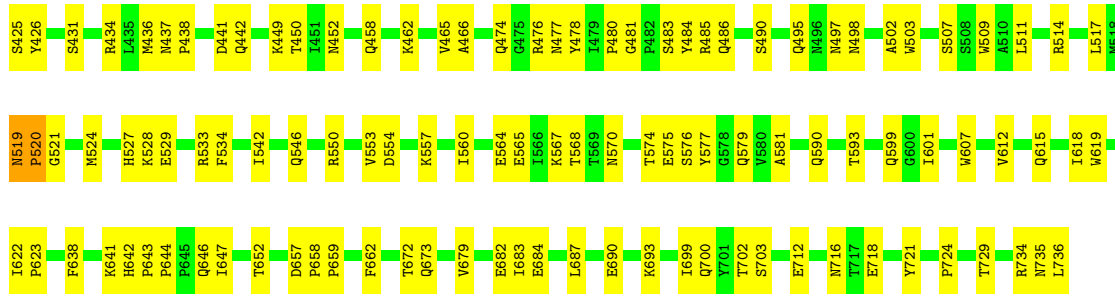 S425 Y426 S431 R434 L435 M436 N437 P438 D441 Q442 K449 T450 I451 N452 Q458 K462 V465 A466 Q474 G475 R476 N477 Y478 I479 P480 G481 P482 S483 Y484 R485 Q486 S490 Q495 N496 N497 N498 A502 W503 S507 S508 W509 A510 L511 R514 L517 M518
N519 P520 G521 M524 H527 K528 E529 R533 F534 I542 Q546 R550 V553 D554 K557 I560 E564 E565 I566 K567 T568 T569 N570 T574 E575 S576 Y577 G578 Q579 V580 A581 Q590 T593 Q599 G600 I601 W607 V612 Q615 I618 W619
I622 P623 F638 K641 H642 P643 P644 P645 Q646 I647 T652 D657 P658 P659 F662 T672 Q673 V679 E682 I683 E684 L687 E690 K693 I699 Q700 Y701 T702 S703 E712 N716 T717 E718 Y721 P724 T729 R734 N735 L736